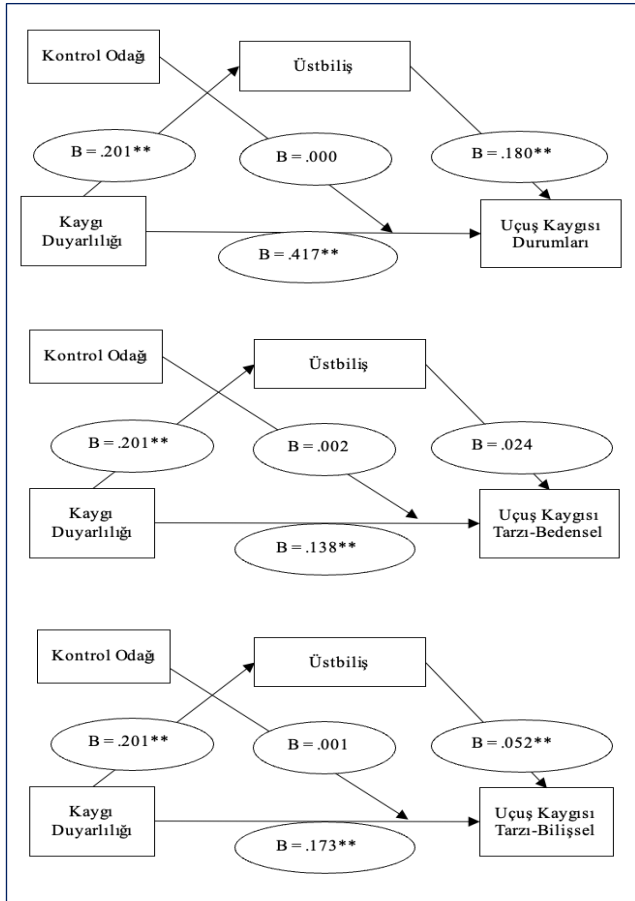 Kontrol Odağı
Üstbiliş
B = .201**
B = .000
B = .180**
Kaygı
Duyarlılığı
Uçuş Kaygısı
Durumları
B = .417**
Kontrol Odağı
Üstbiliş
B = .201**
B = .002
B = .024
Kaygı
Duyarlılığı
Uçuş Kaygısı
Tarzı-Bedensel
B = .138**
Kontrol Odağı
Üstbiliş
B = .201**
B = .001
B = .052**
Kaygı
Duyarlılığı
Uçuş Kaygısı
Tarzı-Bilişsel
B = .173**